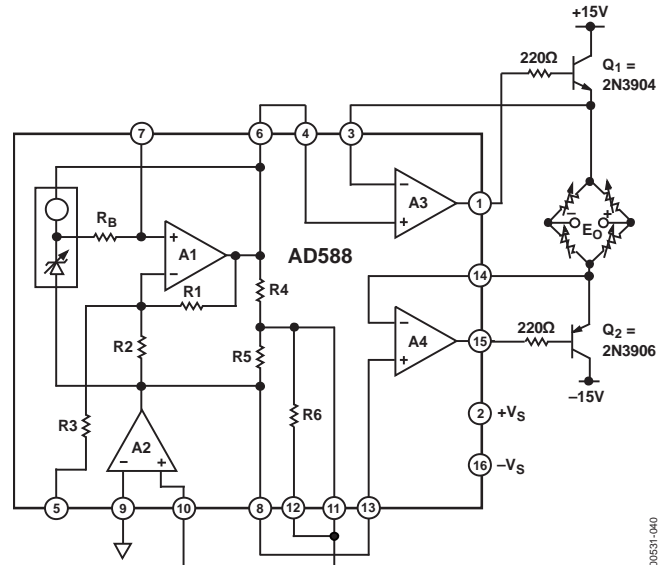 +15V
220Ω
Q1 =
2N3904
7
6
4
3
RB
+
–
A1
AD588
–
+
A3
1
–
+
EO
R1
R4
R2
R5
R3
R6
14
–
+
A4
15
220Ω
Q2 =
2N3906
–15V
A2
–
+
2
+VS
16
–VS
5
9
10
8
12
11
13
00531-040